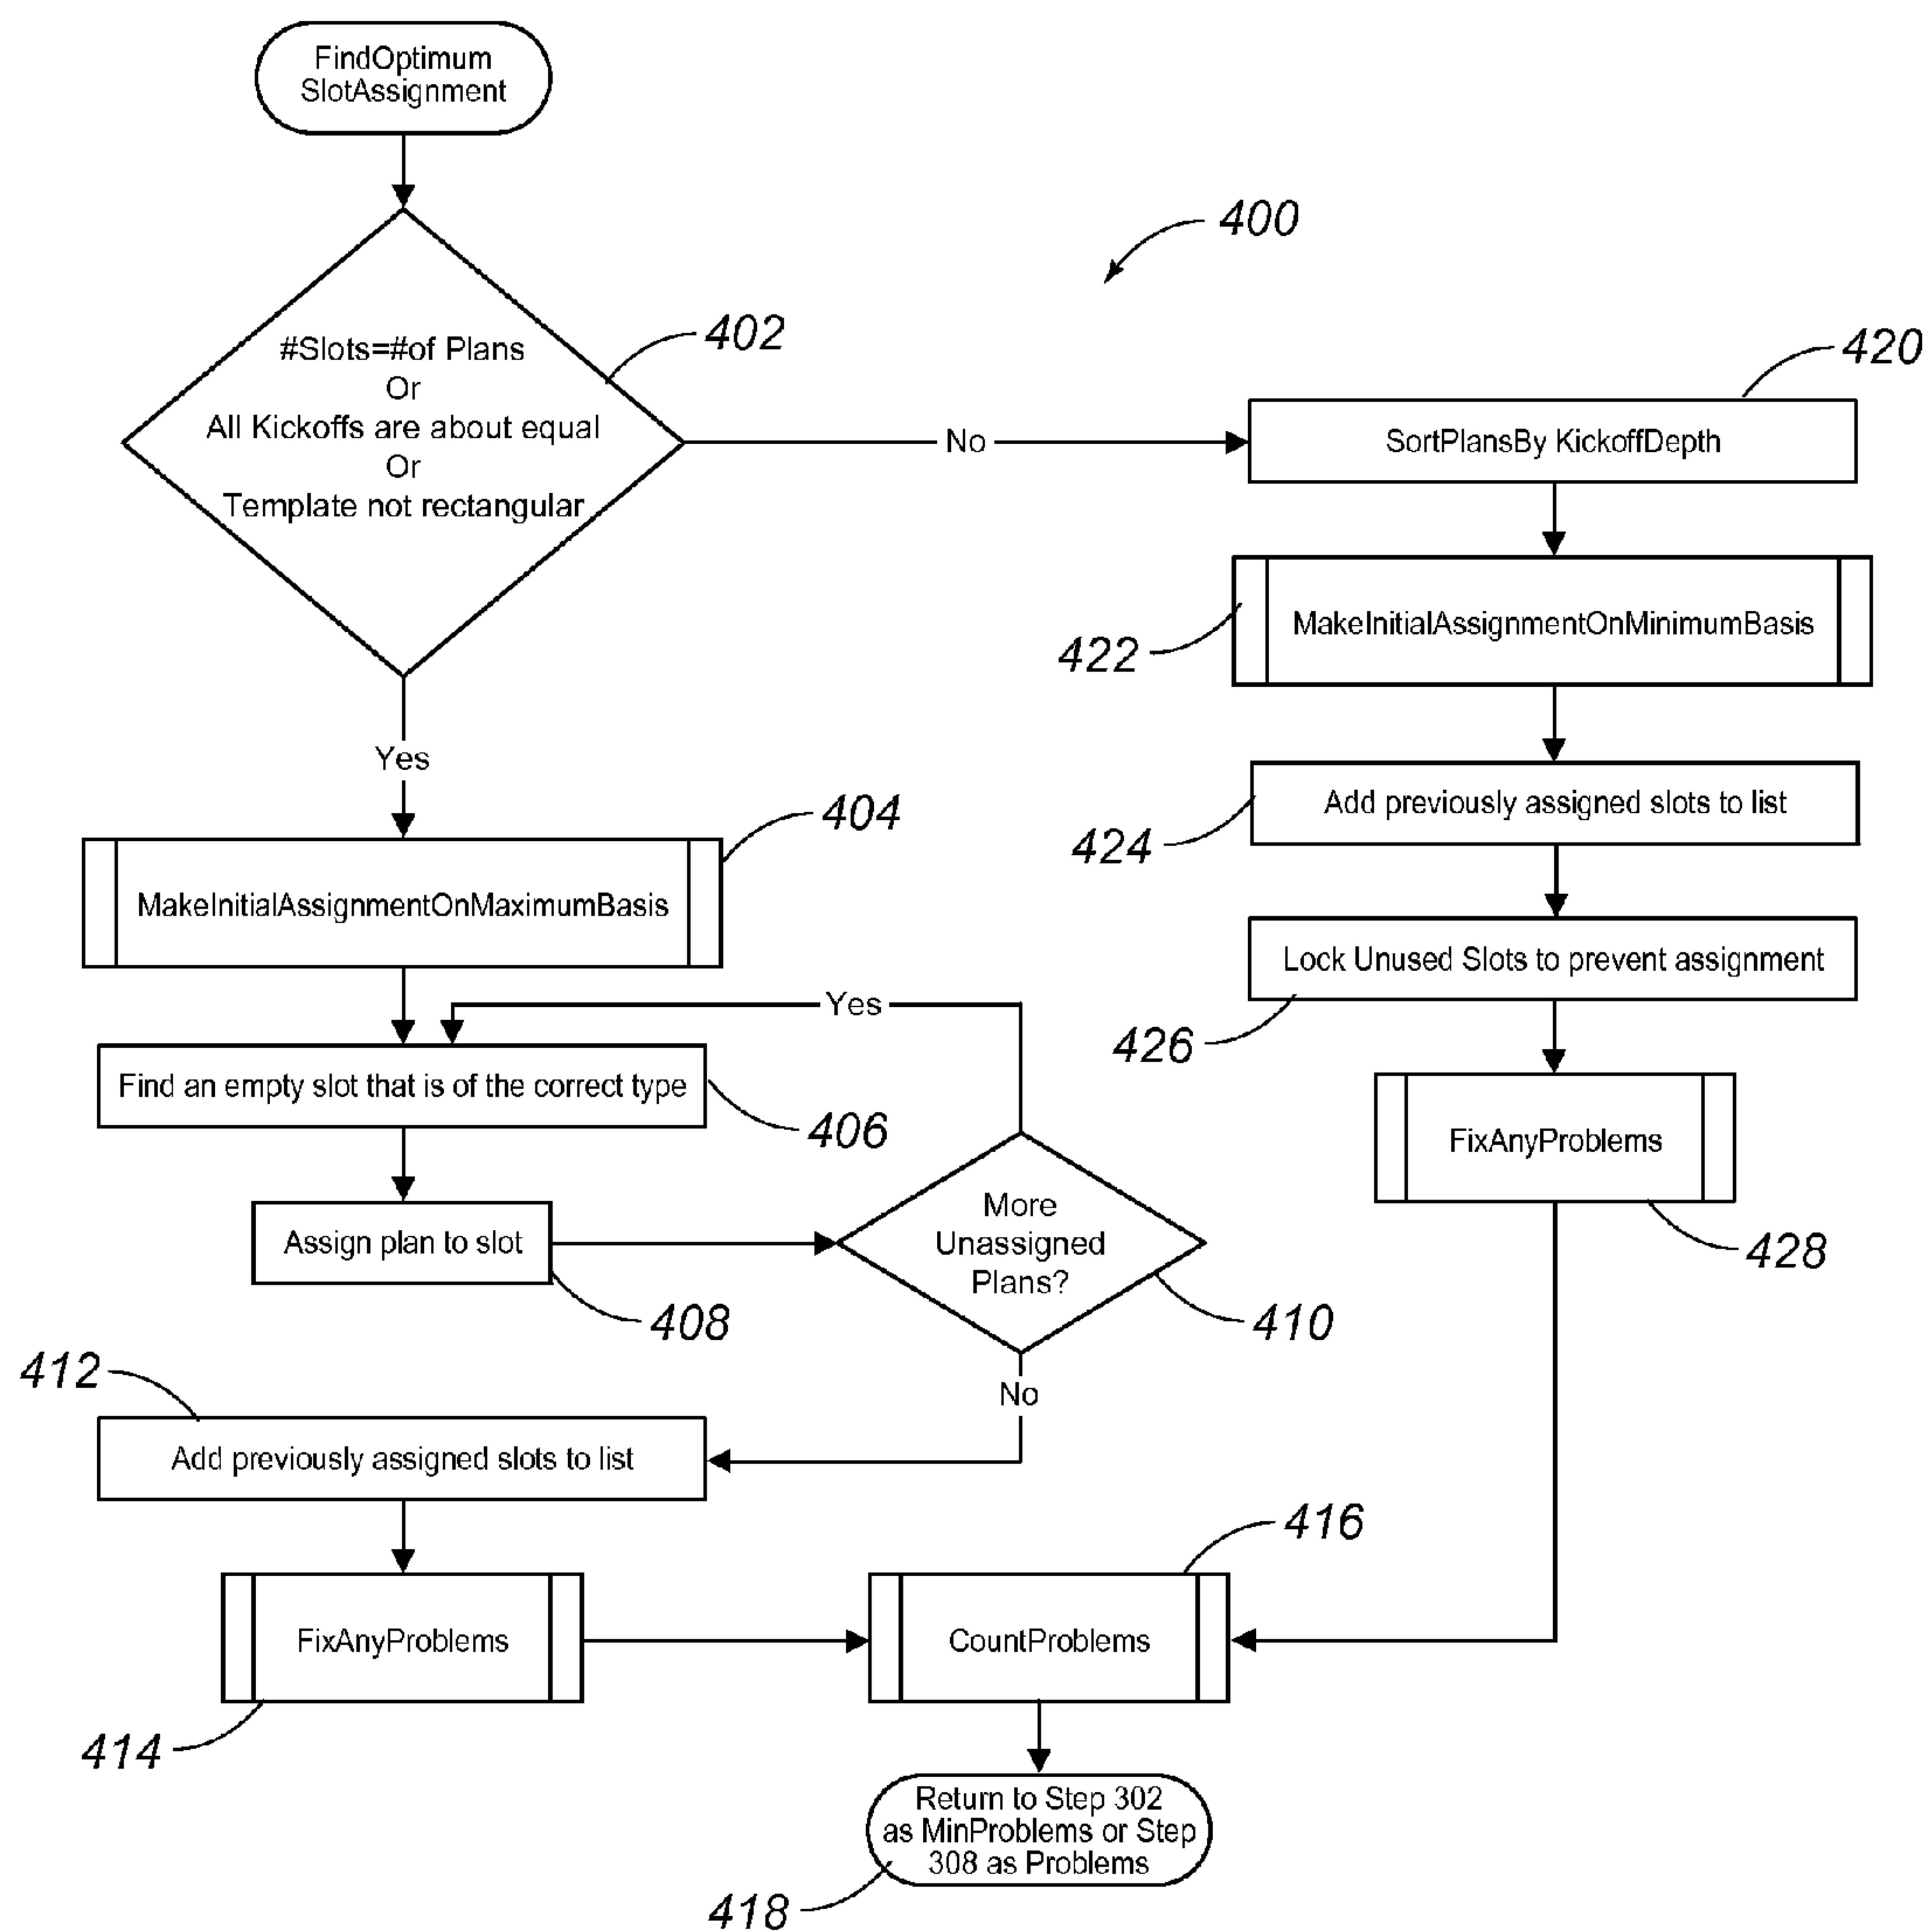 FindOptimum
SlotAssignment
400
#Slots=#of Plans
Or
All Kickoffs are about equal
Or
Template not rectangular
402
No
420
SortPlansBy KickoffDepth
MakeInitialAssignmentOnMinimumBasis
422
Yes
404
MakeInitialAssignmentOnMaximumBasis
Add previously assigned slots to list
424
Lock Unused Slots to prevent assignment
426
Yes
Find an empty slot that is of the correct type
406
FixAnyProblems
428
Assign plan to slot
408
More
Unassigned
Plans?
410
No
412
Add previously assigned slots to list
416
FixAnyProblems
414
CountProblems
Return to Step 302
as MinProblems or Step
308 as Problems
418